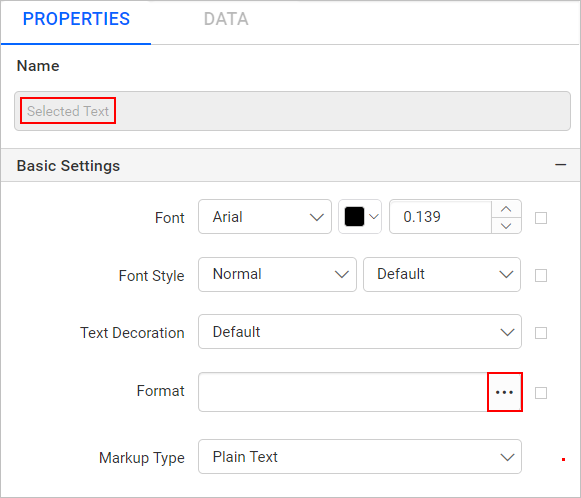 PROPERTIES DATA
Name
Selected Text
Basic Settings
Font Arial 0.139
Font Style Normal Default
Text Decoration Default
Format ...
Markup Type Plain Text